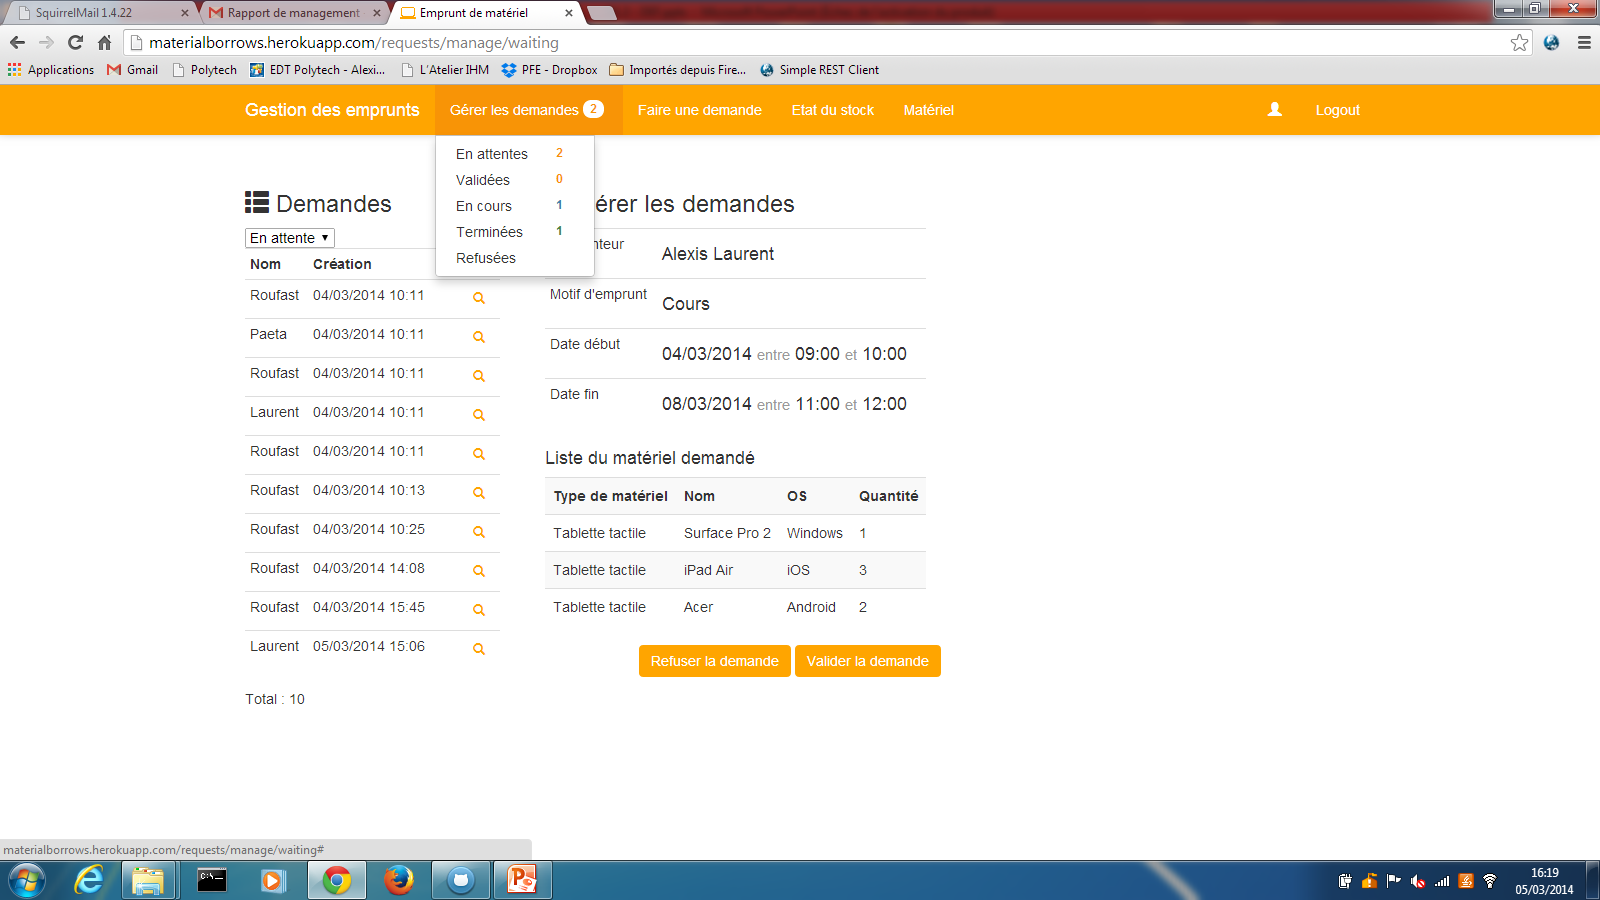 SquirrelMail 1.4.22
Rapport de management
Emprunt de matériel
materialborrows.herokuapp.com/requests/manage/waiting
Applications
Gmail
Polytech
EDT Polytech - Alexi...
L'Atelier IHM
PFE - Dropbox
Importés depuis Fire...
Simple REST Client
Gestion des emprunts
Gérer les demandes 2
Faire une demande
Etat du stock
Matériel
Logout
En attentes 2
Validées 0
En cours 1
Terminées 1
Refusées
Demandes
En attente
Nom Création
Roufast 04/03/2014 10:11
Paeta 04/03/2014 10:11
Roufast 04/03/2014 10:11
Laurent 04/03/2014 10:11
Roufast 04/03/2014 10:11
Roufast 04/03/2014 10:13
Roufast 04/03/2014 10:25
Roufast 04/03/2014 14:08
Roufast 04/03/2014 15:45
Laurent 05/03/2014 15:06
Total : 10
érer les demandes
nteur Alexis Laurent
Motif d'emprunt Cours
Date début 04/03/2014 entre 09:00 et 10:00
Date fin 08/03/2014 entre 11:00 et 12:00
Liste du matériel demandé
Type de matériel Nom OS Quantité
Tablette tactile Surface Pro 2 Windows 1
Tablette tactile iPad Air iOS 3
Tablette tactile Acer Android 2
Refuser la demande
Valider la demande
materialborrows.herokuapp.com/requests/manage/waiting#
16:19
05/03/2014